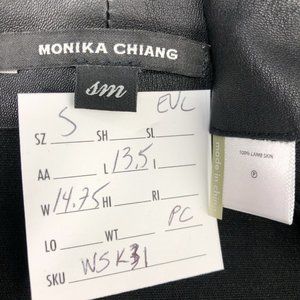 MONIKA CHIANG
sm
EVC
SZ S SH SL
AA L 13.5 I
W 14.75 HI RI
LO WT PC
SKU WSK31
made in china
100% LAMB SKIN
P